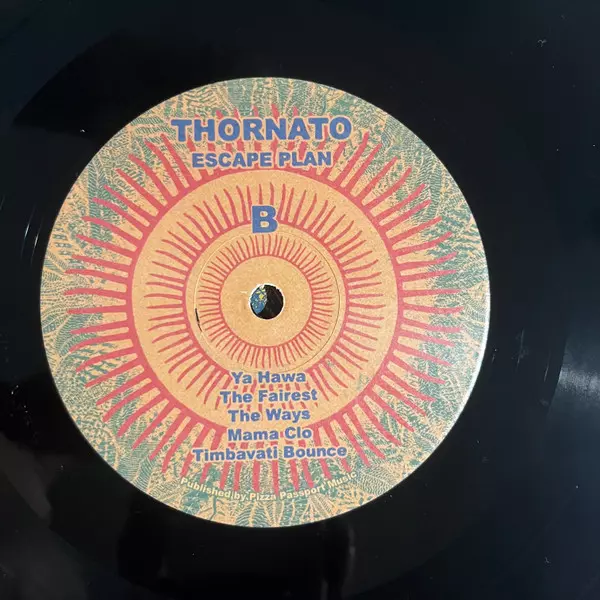 THORNATO
ESCAPE PLAN
B
Ya Hawa
The Fairest
The Ways
Mama Clo
Timbavati Bounce
Published by Pizza Passport Music